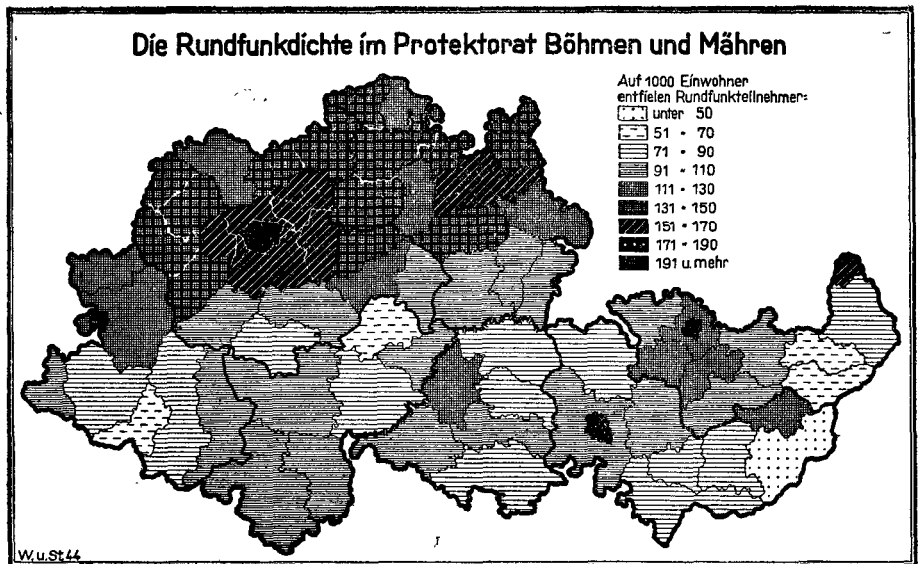 Die Rundfunkdichte im Protektorat Böhmen und Mähren
Auf 1000 Einwohner
entfielen Rundfunkteilnehmer:
unter 50
51 - 70
71 - 90
91 - 110
111 - 130
131 - 150
151 - 170
171 - 190
191 u. mehr
W.u.St.44